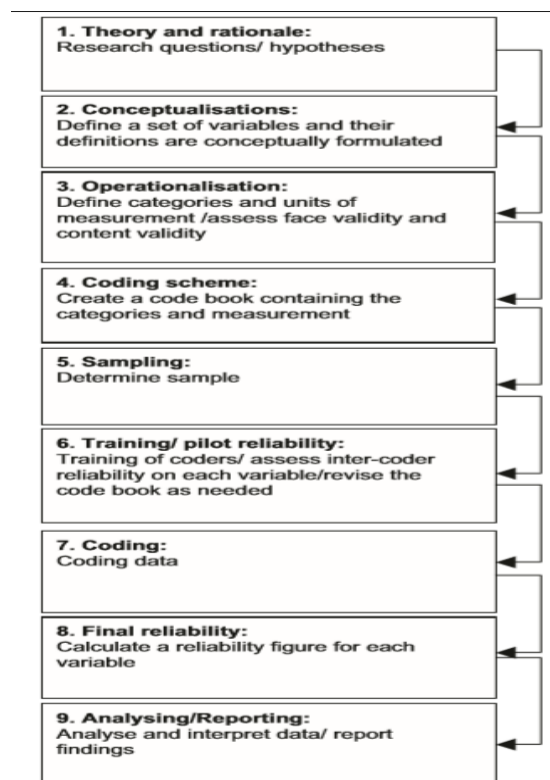 1. Theory and rationale:
Research questions/ hypotheses
2. Conceptualisations:
Define a set of variables and their
definitions are conceptually formulated
3. Operationalisation:
Define categories and units of
measurement /assess face validity and
content validity
4. Coding scheme:
Create a code book containing the
categories and measurement
5. Sampling:
Determine sample
6. Training/ pilot reliability:
Training of coders/ assess inter-coder
reliability on each variable/revise the
code book as needed
7. Coding:
Coding data
8. Final reliability:
Calculate a reliability figure for each
variable
9. Analysing/Reporting:
Analyse and interpret data/ report
findings